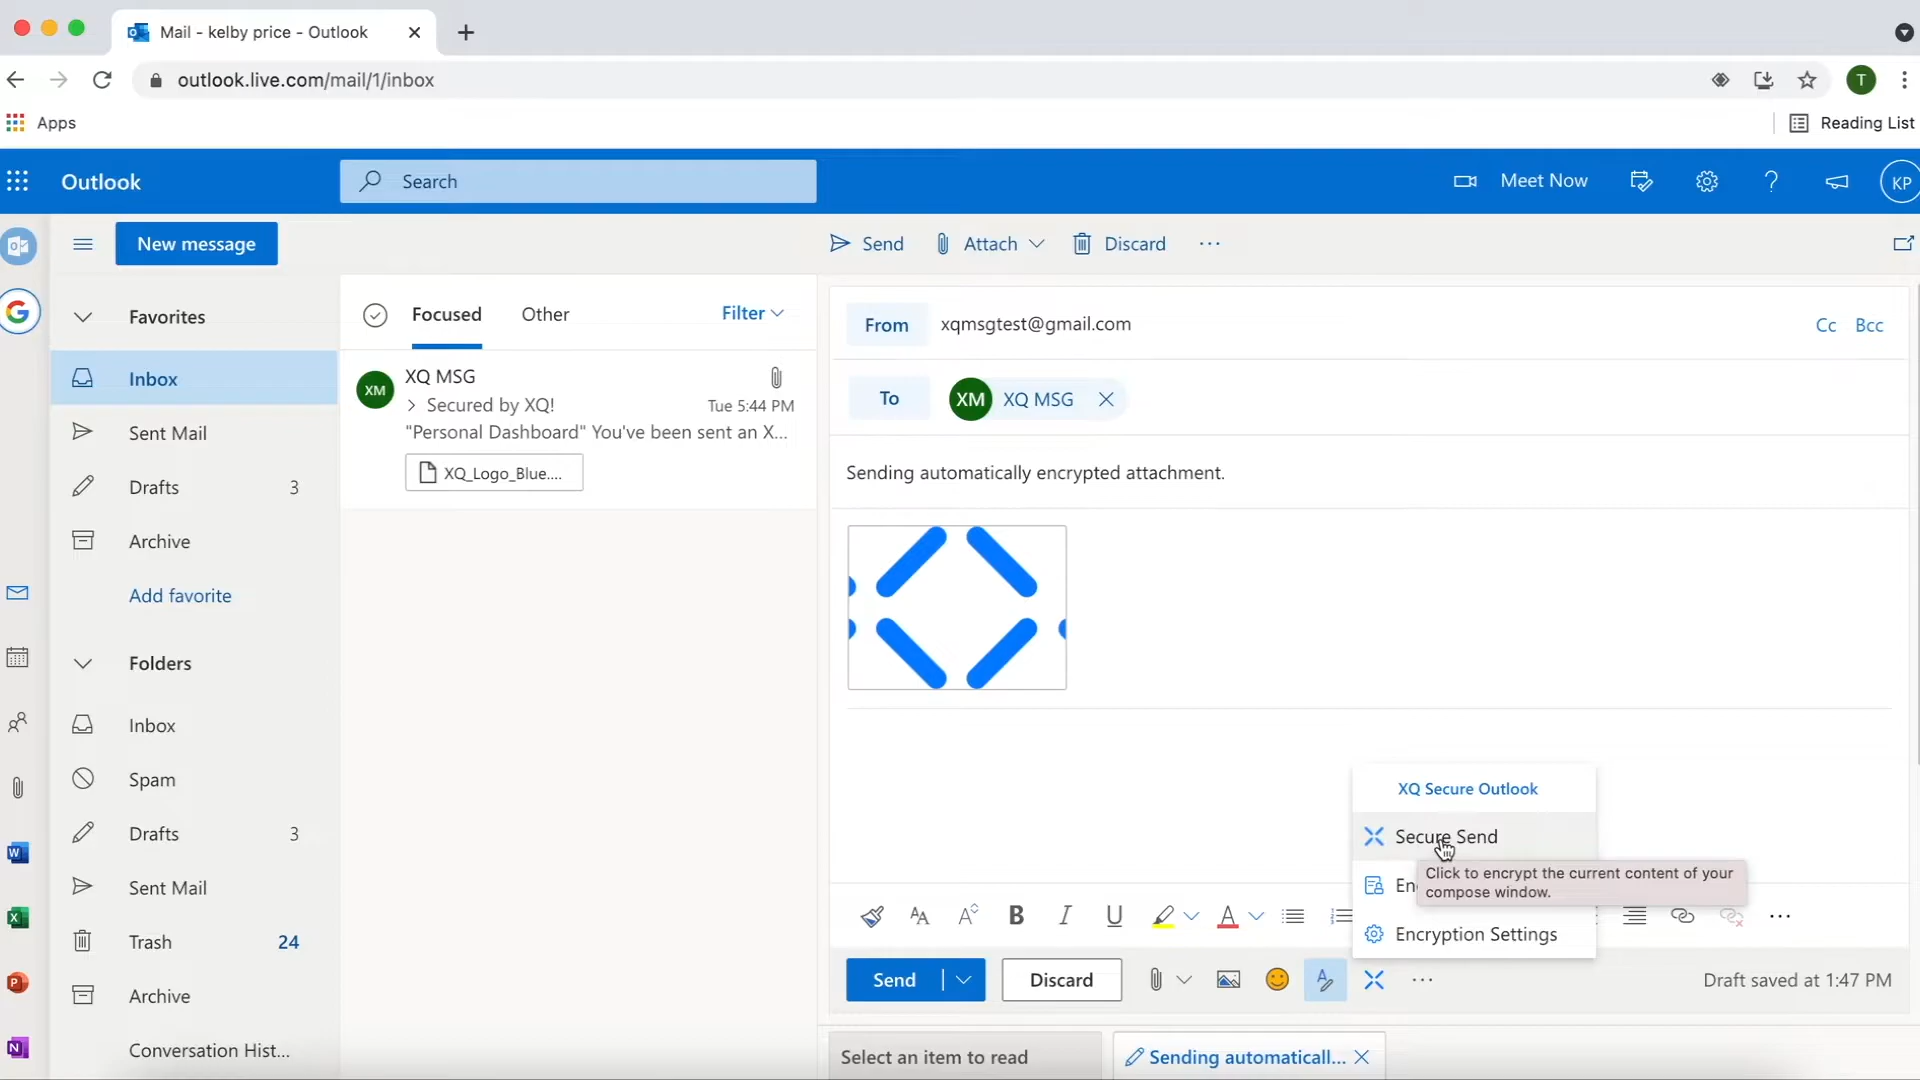 Mail - kelby price - Outlook
outlook.live.com/mail/1/inbox
T
Apps
Reading List
Outlook
Search
Meet Now
KP
New message
Send
Attach
Discard
Favorites
Inbox
Sent Mail
Drafts 3
Archive
Add favorite
Folders
Inbox
Spam
Drafts 3
Sent Mail
Trash 24
Archive
Conversation Hist...
Focused
Other
Filter
XM
XQ MSG
Secured by XQ!
Tue 5:44 PM
"Personal Dashboard" You've been sent an X...
XQ_Logo_Blue....
From
xqmsgtest@gmail.com
Cc
Bcc
To
XM
XQ MSG
Sending automatically encrypted attachment.
XQ Secure Outlook
Secure Send
En
Click to encrypt the current content of your
compose window.
Encryption Settings
Send
Discard
Draft saved at 1:47 PM
Select an item to read
Sending automaticall...